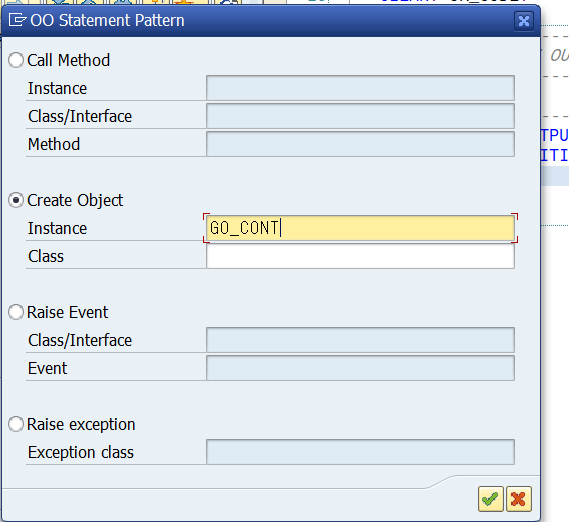 OO Statement Pattern
Call Method
Instance
Class/Interface
Method
Create Object
Instance GO_CONT
Class
Raise Event
Class/Interface
Event
Raise exception
Exception class
OU
TPU
ITI